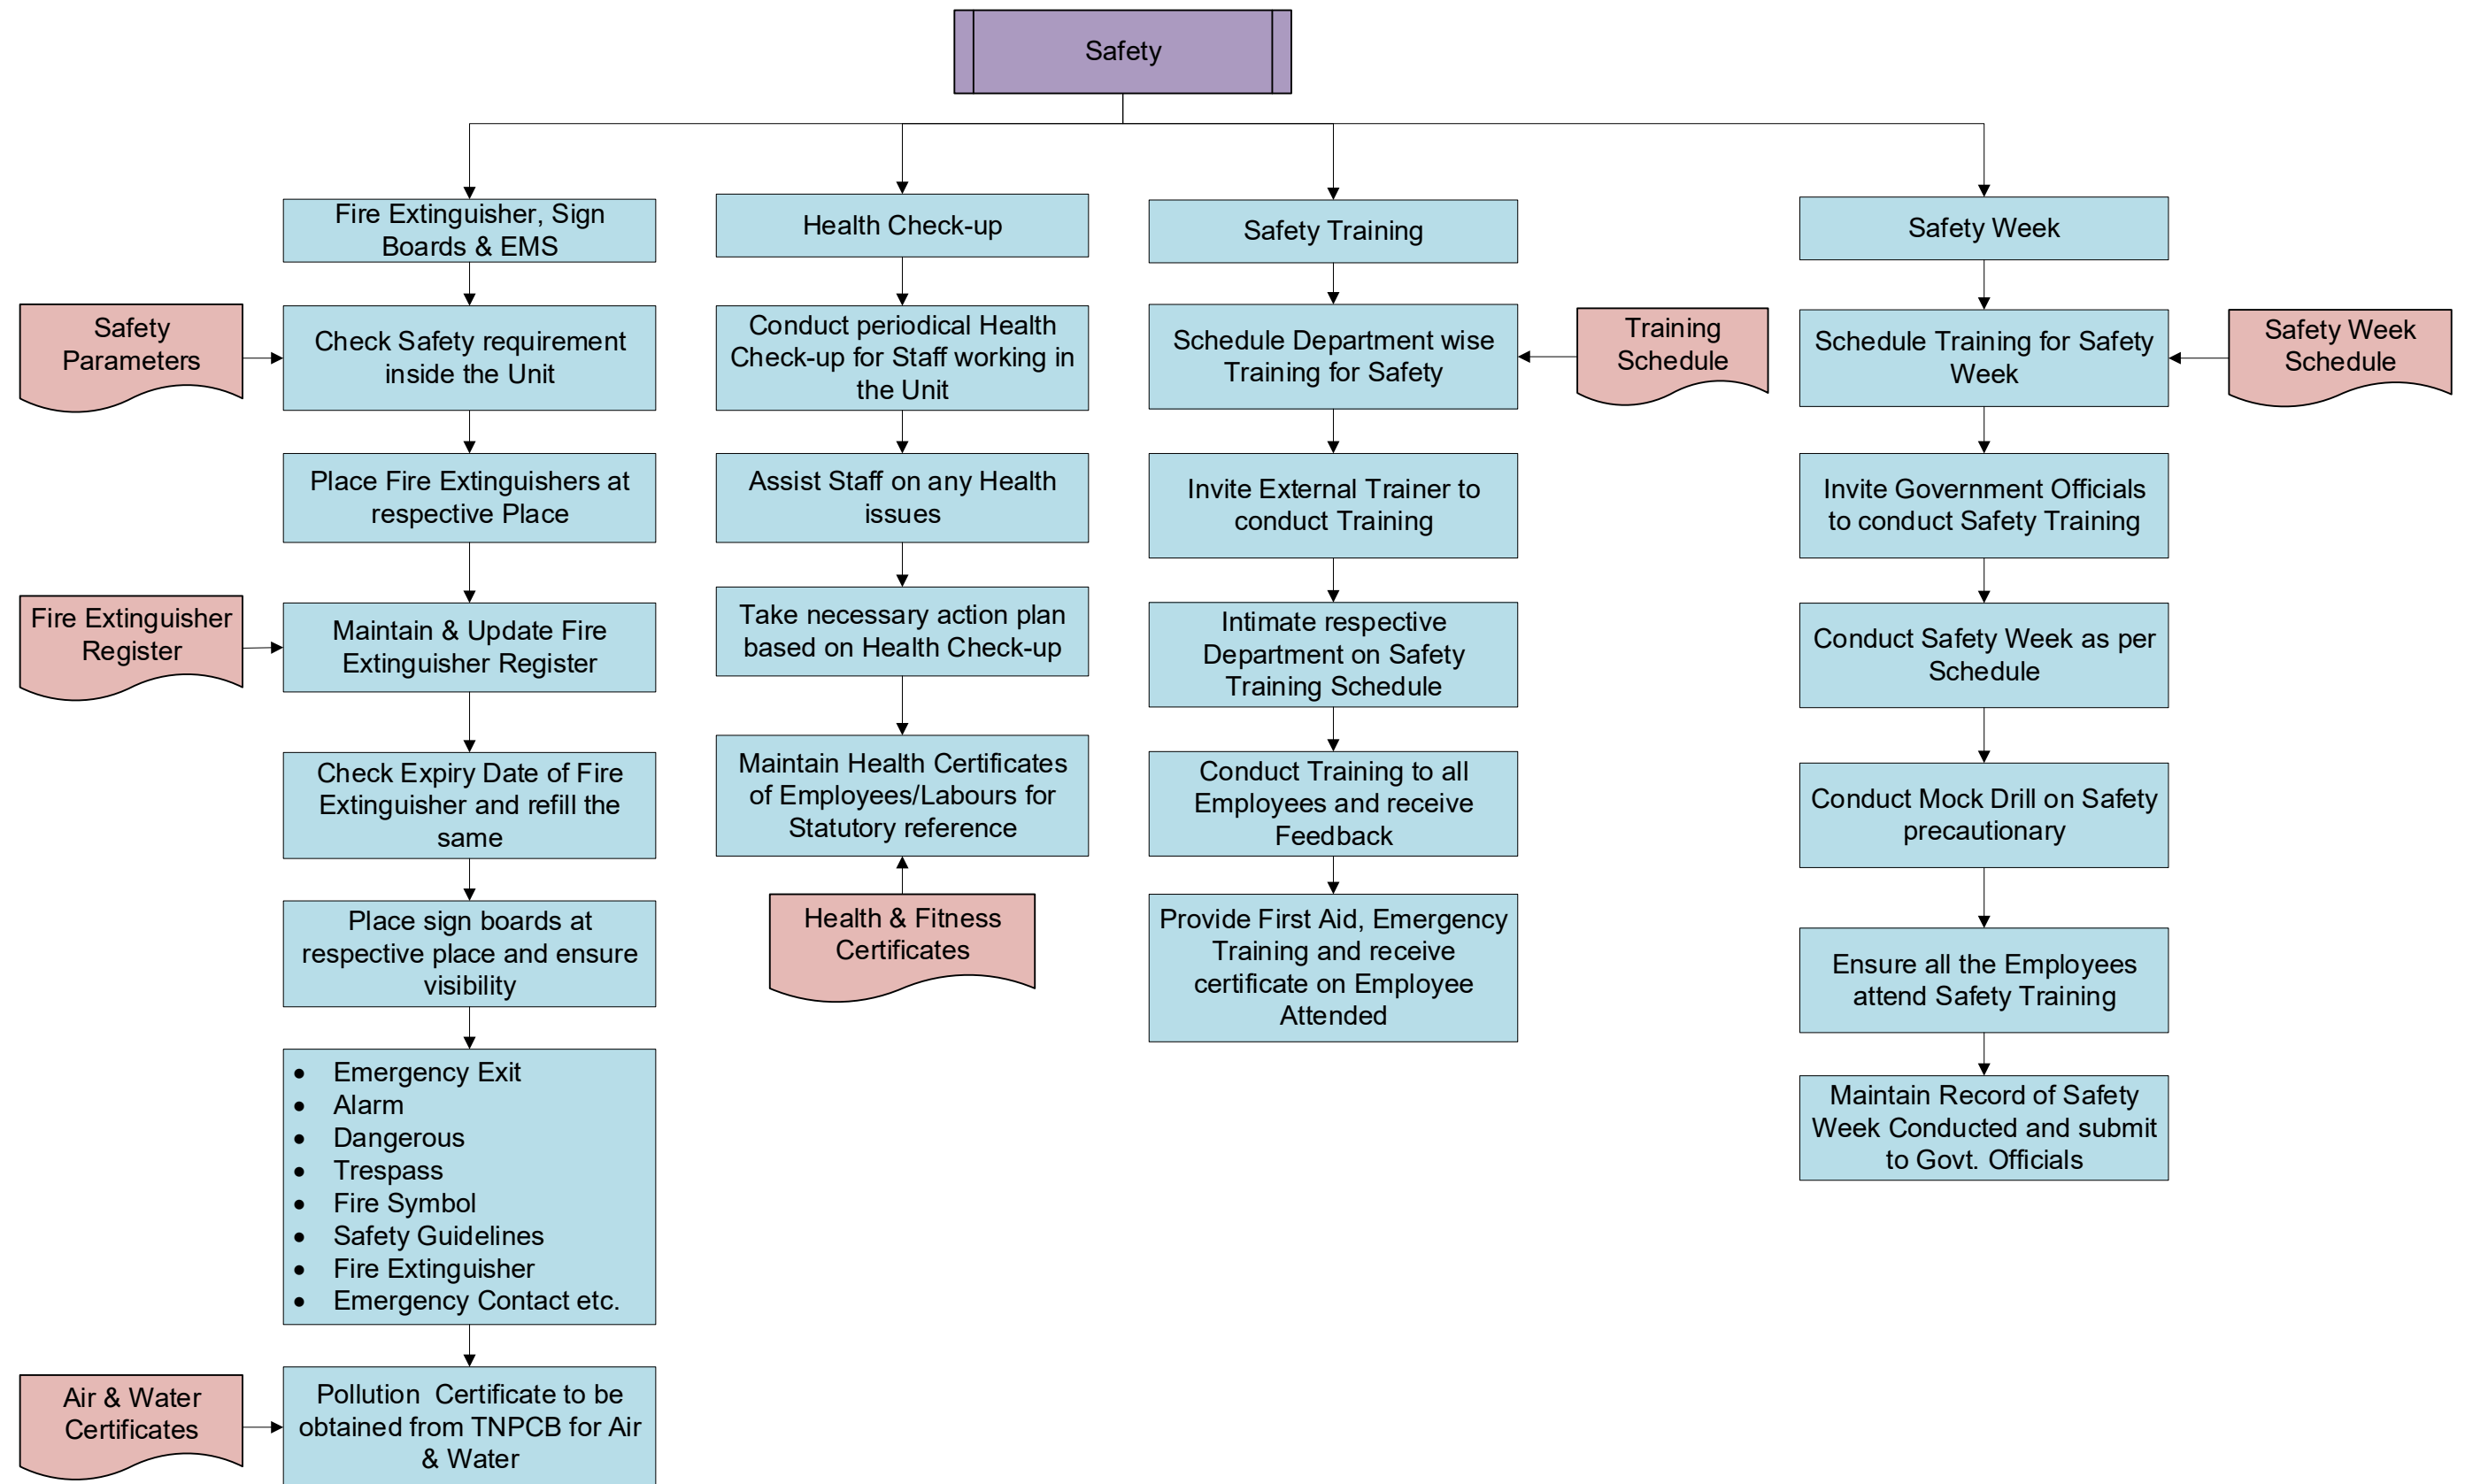 Safety
Fire Extinguisher, Sign
Boards & EMS
Safety
Parameters
Check Safety requirement
inside the Unit
Place Fire Extinguishers at
respective Place
Fire Extinguisher
Register
Maintain & Update Fire
Extinguisher Register
Check Expiry Date of Fire
Extinguisher and refill the
same
Place sign boards at
respective place and ensure
visibility
• Emergency Exit
• Alarm
• Dangerous
• Trespass
• Fire Symbol
• Safety Guidelines
• Fire Extinguisher
• Emergency Contact etc.
Air & Water
Certificates
Pollution Certificate to be
obtained from TNPCB for Air
& Water
Health Check-up
Conduct periodical Health
Check-up for Staff working in
the Unit
Assist Staff on any Health
issues
Take necessary action plan
based on Health Check-up
Maintain Health Certificates
of Employees/Labours for
Statutory reference
Health & Fitness
Certificates
Safety Training
Schedule Department wise
Training for Safety
Training
Schedule
Invite External Trainer to
conduct Training
Intimate respective
Department on Safety
Training Schedule
Conduct Training to all
Employees and receive
Feedback
Provide First Aid, Emergency
Training and receive
certificate on Employee
Attended
Safety Week
Schedule Training for Safety
Week
Safety Week
Schedule
Invite Government Officials
to conduct Safety Training
Conduct Safety Week as per
Schedule
Conduct Mock Drill on Safety
precautionary
Ensure all the Employees
attend Safety Training
Maintain Record of Safety
Week Conducted and submit
to Govt. Officials